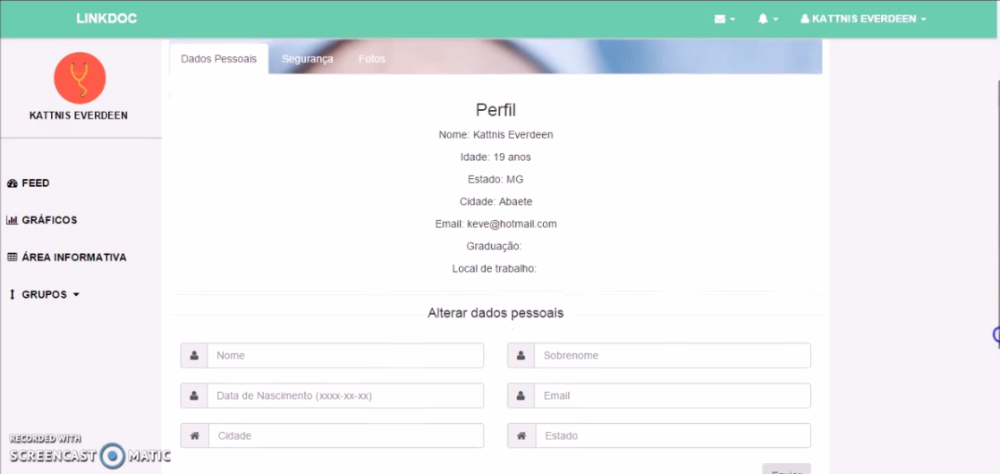 LINKDOC
KATTNIS EVERDEEN
Dados Pessoais Segurança Fotos
KATTNIS EVERDEEN
FEED
GRÁFICOS
ÁREA INFORMATIVA
GRUPOS
Perfil
Nome: Kattnis Everdeen
Idade: 19 anos
Estado: MG
Cidade: Abaete
Email: keve@hotmail.com
Graduação:
Local de trabalho:
Alterar dados pessoais
Nome Sobrenome
Data de Nascimento (xxxx-xx-xx) Email
Cidade Estado
Enviar
RECORDED WITH
SCREENCAST MATIC